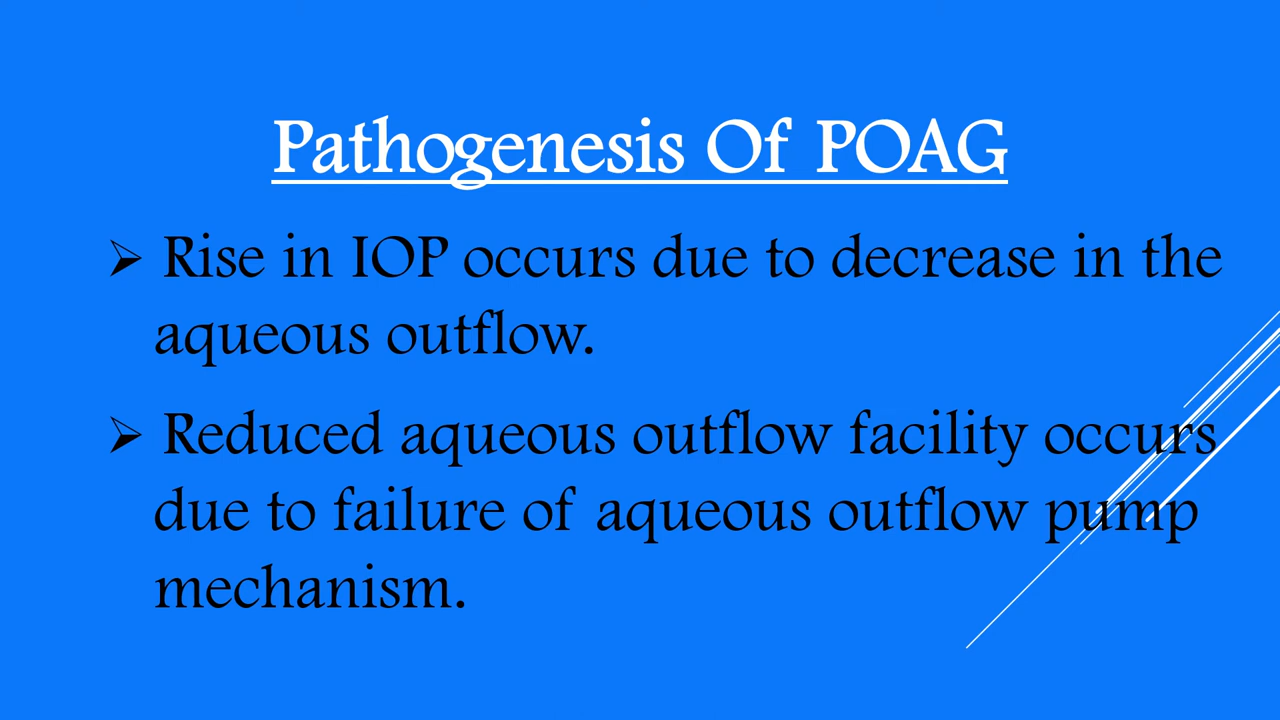 Pathogenesis Of POAG
➢ Rise in IOP occurs due to decrease in the
aqueous outflow.
➢ Reduced aqueous outflow facility occurs
due to failure of aqueous outflow pump
mechanism.